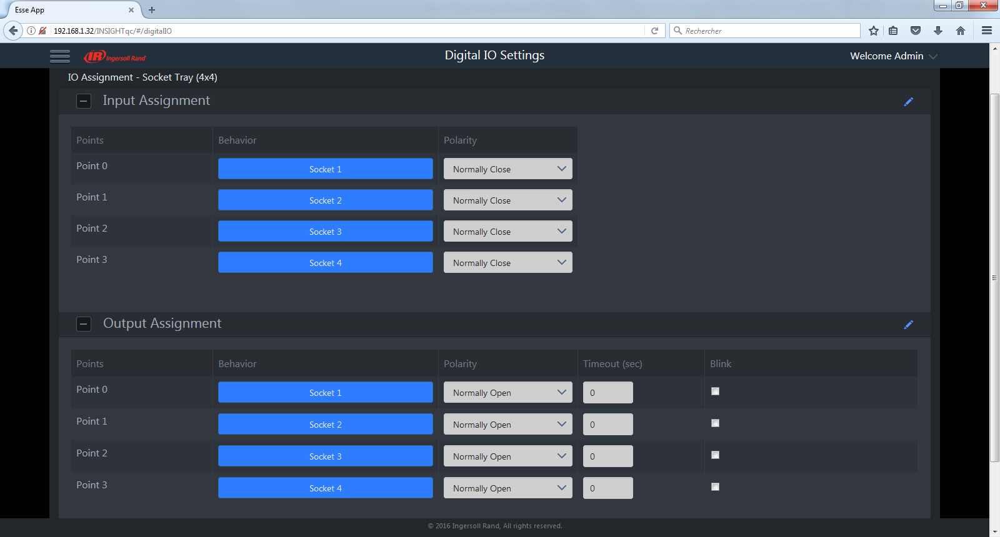 Esse App
192.168.1.32/INSIGHTqc/#/digitalIO
Rechercher
IR Ingersoll Rand
Digital IO Settings
Welcome Admin
IO Assignment - Socket Tray (4x4)
Input Assignment
Points Behavior Polarity
Point 0 Socket 1 Normally Close
Point 1 Socket 2 Normally Close
Point 2 Socket 3 Normally Close
Point 3 Socket 4 Normally Close
Output Assignment
Points Behavior Polarity Timeout (sec) Blink
Point 0 Socket 1 Normally Open 0
Point 1 Socket 2 Normally Open 0
Point 2 Socket 3 Normally Open 0
Point 3 Socket 4 Normally Open 0
© 2016 Ingersoll Rand, All rights reserved.